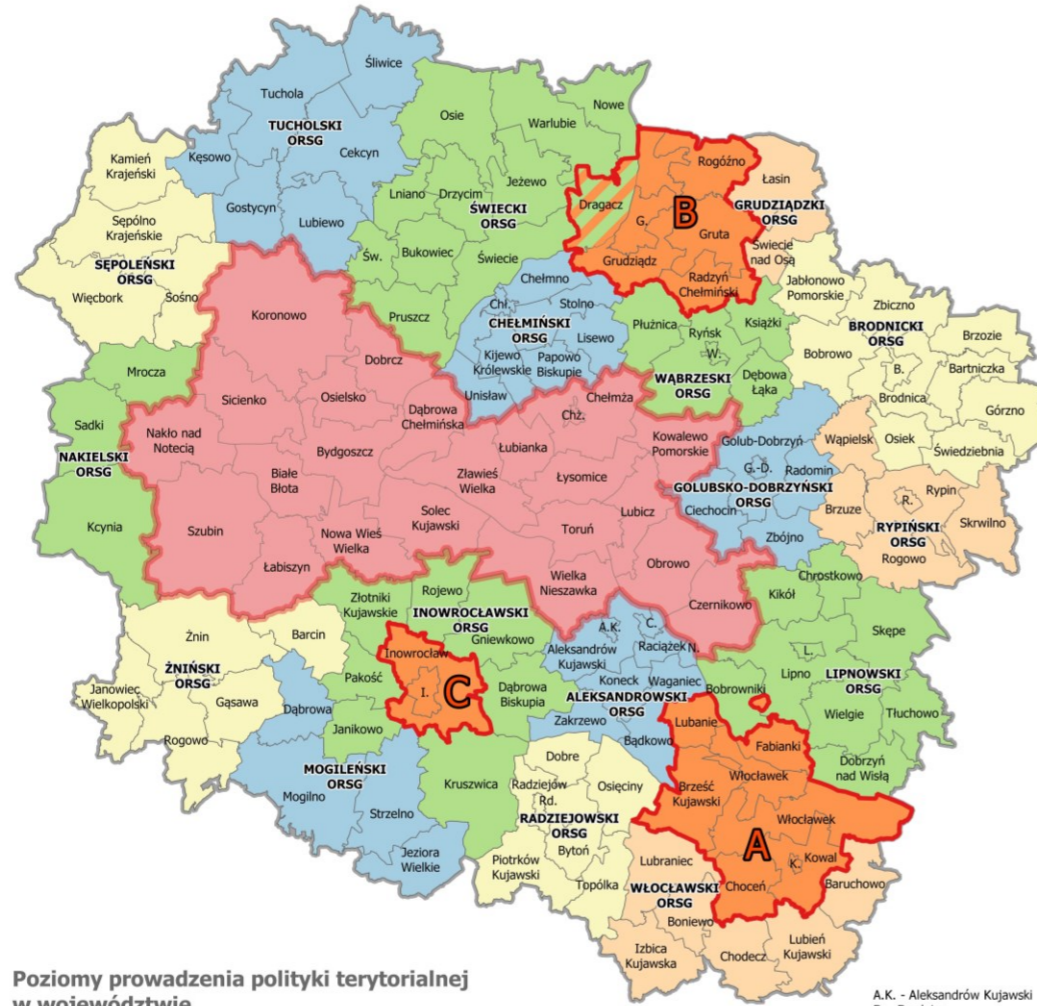 Śliwice
Tuchola
TUCHOLSKI
ORSG
Kęsowo
Cekcyn
Gostycyn
Lubiewo
Kamień
Krajeński
Sępólno
Krajeńskie
SĘPOLEŃSKI
ORSG
Więcbork
Sośno
Nowe
Osie
Warlubie
Jeżewo
Lniano
Drzycim
ŚWIECKI
ORSG
Św.
Bukowiec
Świecie
Pruszcz
Dragacz
Rogóźno
B
G.
Gruta
Grudziądz
Radzyń
Chełmiński
Łasin
GRUDZIĄDZKI
ORSG
Świecie
nad Osą
Chełmno
Chł.
Stolno
CHEŁMIŃSKI
ORSG
Lisewo
Kijewo
Królewskie
Papowo
Biskupie
Unisław
Płużnica
Ryńsk
Książki
W.
WĄBRZESKI
ORSG
Dębowa
Łąka
Jabłonowo
Pomorskie
Zbiczno
BRODNICKI
ORSG
Brzozie
Bobrowo
B.
Bartniczka
Brodnica
Górzno
Osiek
Świedziebnia
Koronowo
Dobrcz
Sicienko
Osielsko
Dąbrowa
Chełmińska
Nakło nad
Notecią
Bydgoszcz
Białe
Błota
Szubin
Nowa Wieś
Wielka
Solec
Kujawski
Łabiszyn
Chełmża
Chż.
Łubianka
Kowalewo
Pomorskie
Zławieś
Wielka
Łysomice
Lubicz
Toruń
Obrowo
Wielka
Nieszawka
Czernikowo
Mrocza
Sadki
NAKIELSKI
ORSG
Kcynia
Golub-Dobrzyń
G.-D.
Radomin
GOLUBSKO-DOBRZYŃSKI
ORSG
Ciechocin
Zbójno
Wąpielsk
R.
Rypin
Brzuze
RYPIŃSKI
ORSG
Skrwilno
Rogowo
Złotniki
Kujawskie
Rojewo
INOWROCŁAWSKI
ORSG
Gniewkowo
Inowrocław
Pakość
I.
C
Dąbrowa
Biskupia
Janikowo
Kruszwica
A.K.
C.
Aleksandrów
Kujawski
Raciążek
N.
Koneck
Waganiec
ALEKSANDROWSKI
ORSG
Zakrzewo
Bądkowo
Chrostkowo
Kikół
Skępe
L.
Lipno
LIPNOWSKI
ORSG
Bobrowniki
Wielgie
Tłuchowo
Dobrzyń
nad Wisłą
Żnin
Barcin
ŻNIŃSKI
ORSG
Janowiec
Wielkopolski
Gąsawa
Rogowo
Dąbrowa
MOGILEŃSKI
ORSG
Mogilno
Strzelno
Jeziora
Wielkie
Dobre
Osięciny
Radziejów
Rd.
RADZIEJOWSKI
ORSG
Bytoń
Piotrków
Kujawski
Topólka
Lubanie
Fabianki
Włocławek
Brześć
Kujawski
Włocławek
A
K.
Kowal
Choceń
Lubraniec
WŁOCŁAWSKI
ORSG
Baruchowo
Boniewo
Izbica
Kujawska
Chodecz
Lubień
Kujawski
Poziomy prowadzenia polityki terytorialnej
w województwie
A.K. - Aleksandrów Kujawski